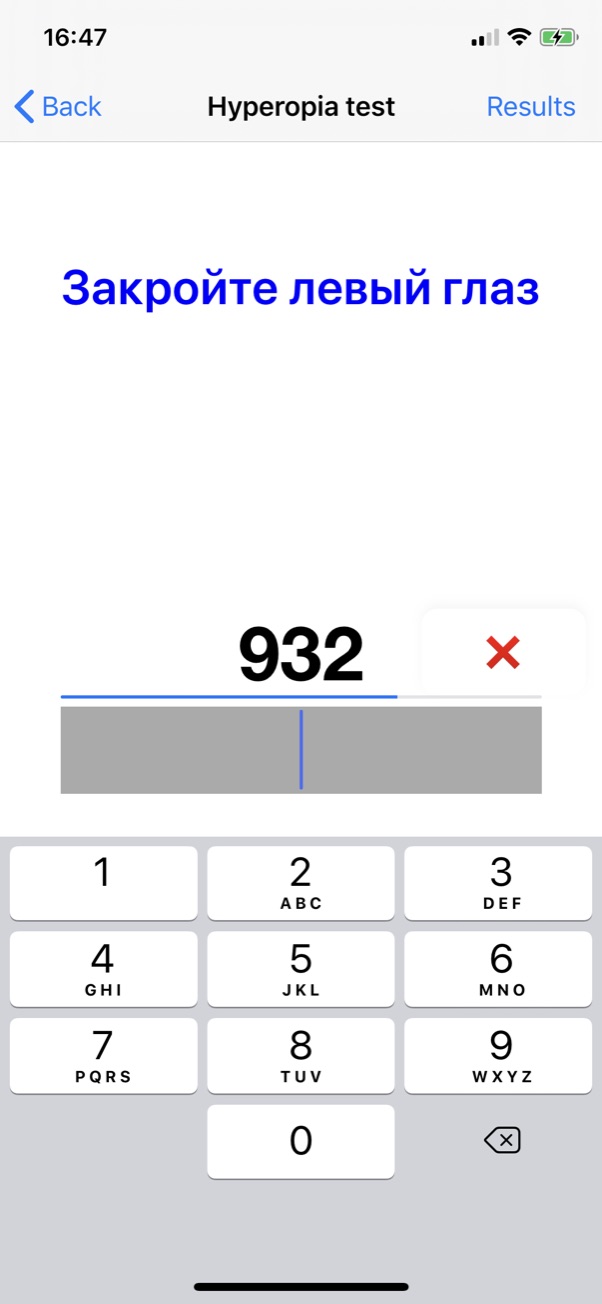 16:47
Back Hyperopia test Results
Закройте левый глаз
932
1 2 3
ABC DEF
4 5 6
GHI JKL MNO
7 8 9
PQRS TUV WXYZ
0